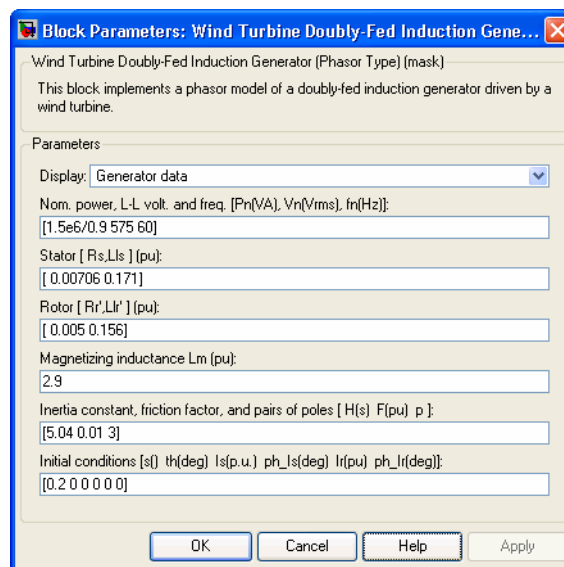 Block Parameters: Wind Turbine Doubly-Fed Induction Gene...
Wind Turbine Doubly-Fed Induction Generator (Phasor Type) (mask)
This block implements a phasor model of a doubly-fed induction generator driven by a
wind turbine.
Parameters
Display: Generator data
Nom. power, L-L volt. and freq. [Pn(VA), Vn(Vrms), fn(Hz)]:
[1.5e6/0.9 575 60]
Stator [ Rs,Lls ] (pu):
[ 0.00706 0.171]
Rotor [ Rr',Llr' ] (pu):
[ 0.005 0.156]
Magnetizing inductance Lm (pu):
2.9
Inertia constant, friction factor, and pairs of poles [ H(s) F(pu) p ]:
[5.04 0.01 3]
Initial conditions [s() th(deg) Is(p.u.) ph_Is(deg) Ir(pu) ph_Ir(deg)]:
[0.2 0 0 0 0 0]
OK Cancel Help Apply